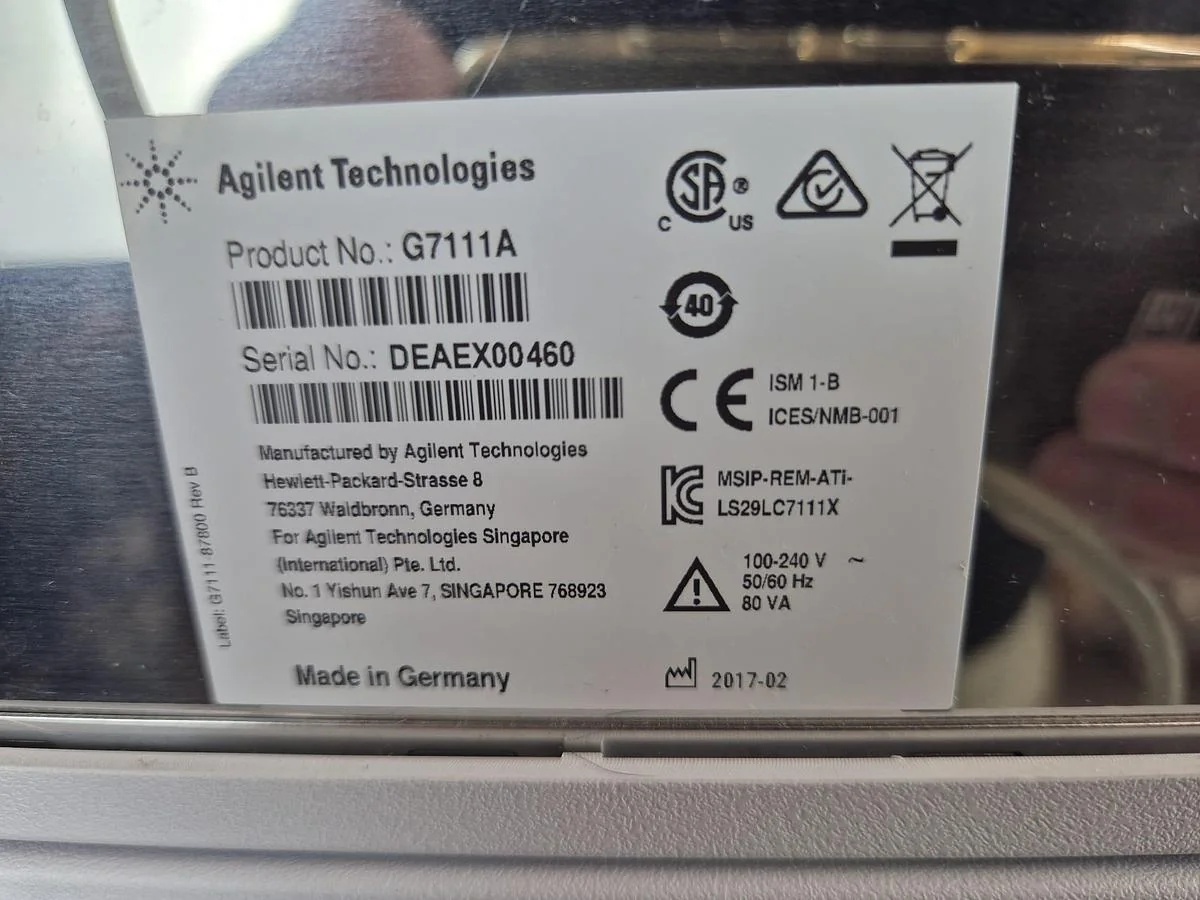 Agilent Technologies
Product No.: G7111A
Serial No.: DEAEX00460
Manufactured by Agilent Technologies
Hewlett-Packard-Strasse 8
76337 Waldbronn, Germany
For Agilent Technologies Singapore
(International) Pte. Ltd.
No. 1 Yishun Ave 7, SINGAPORE 768923
Singapore
Made in Germany
Label: G7111-87800 Rev B
C SA ® US
40
CE
ISM 1-B
ICES/NMB-001
MSIP-REM-ATi-
LS29LC7111X
100-240 V ~
50/60 Hz
80 VA
2017-02